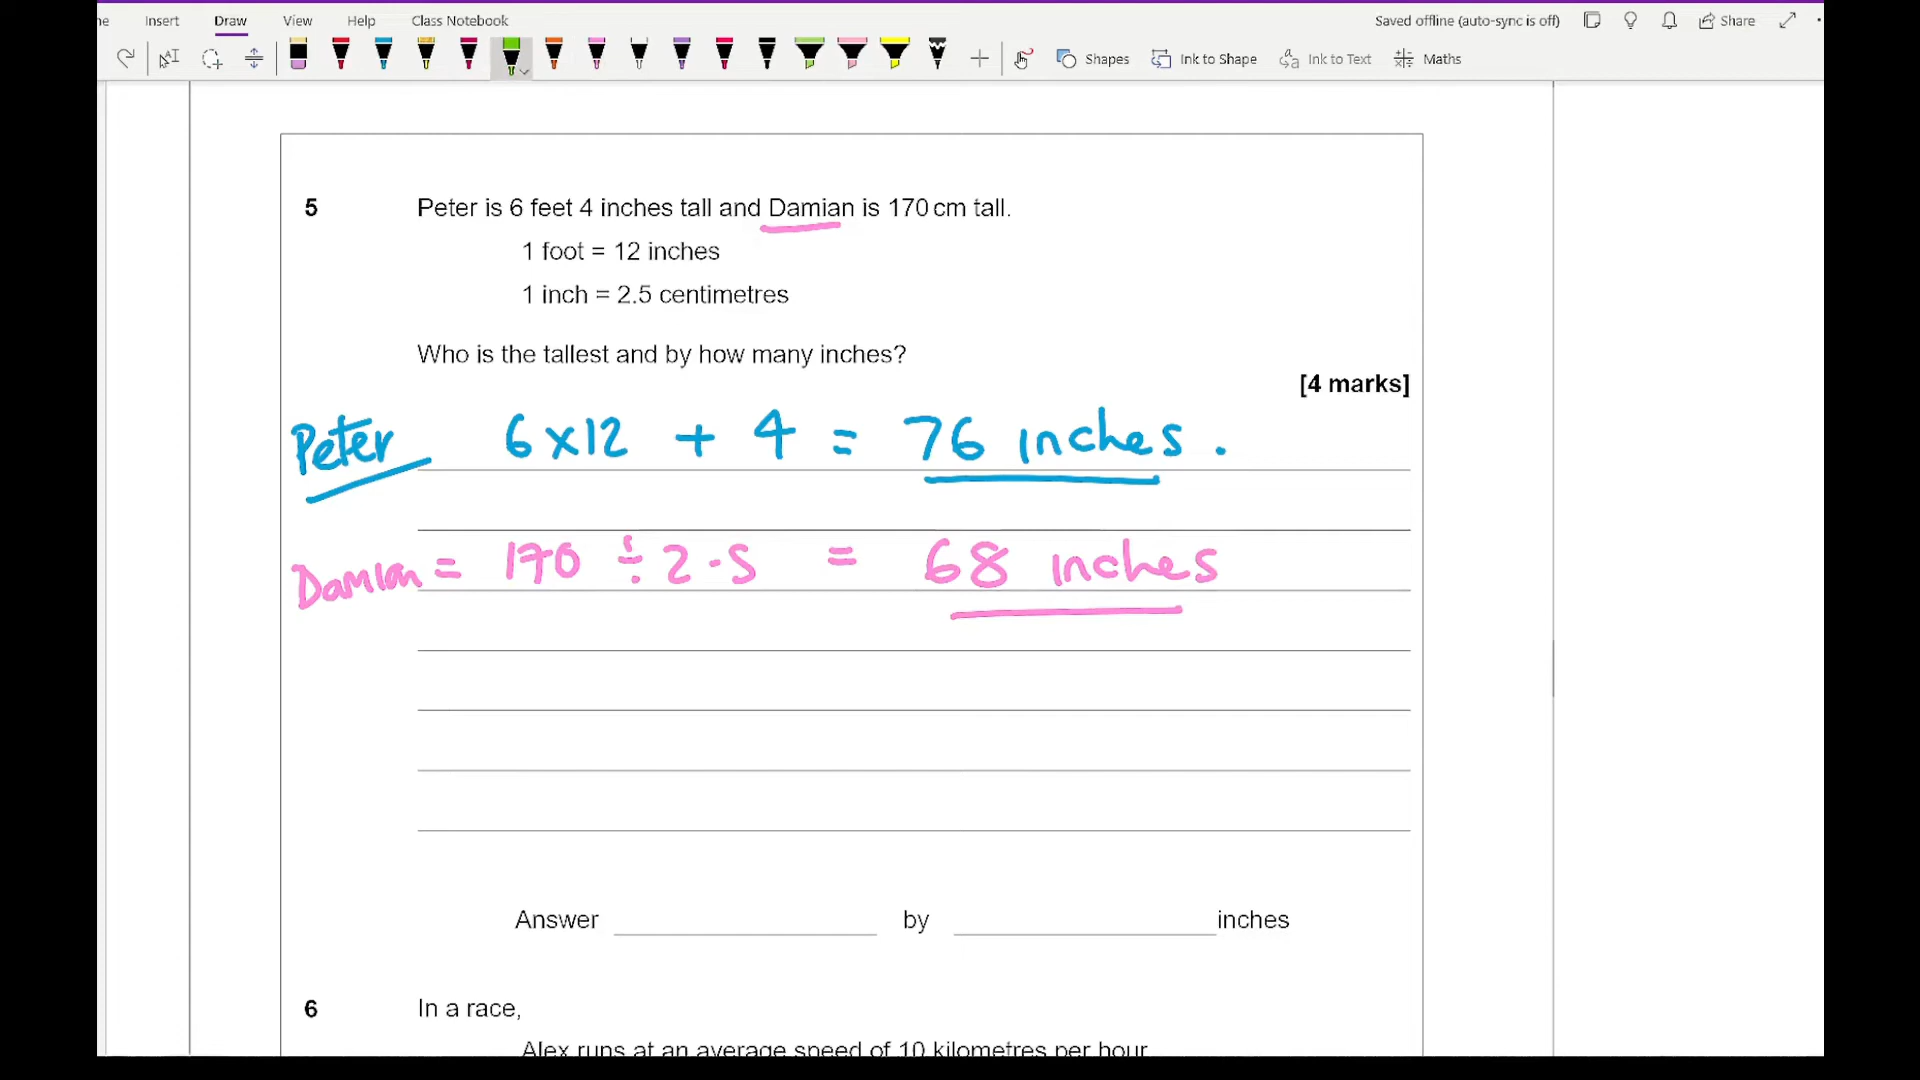 Insert Draw View Help Class Notebook Saved offline (auto-sync is off) Share
Shapes Ink to Shape Ink to Text Maths
5 Peter is 6 feet 4 inches tall and Damian is 170 cm tall.
1 foot = 12 inches
1 inch = 2.5 centimetres
Who is the tallest and by how many inches?
[4 marks]
Peter 6 x 12 + 4 = 76 inches .
Damian = 170 ÷ 2.5 = 68 inches
Answer by inches
6 In a race,
Alex runs at an average speed of 10 kilometres per hour